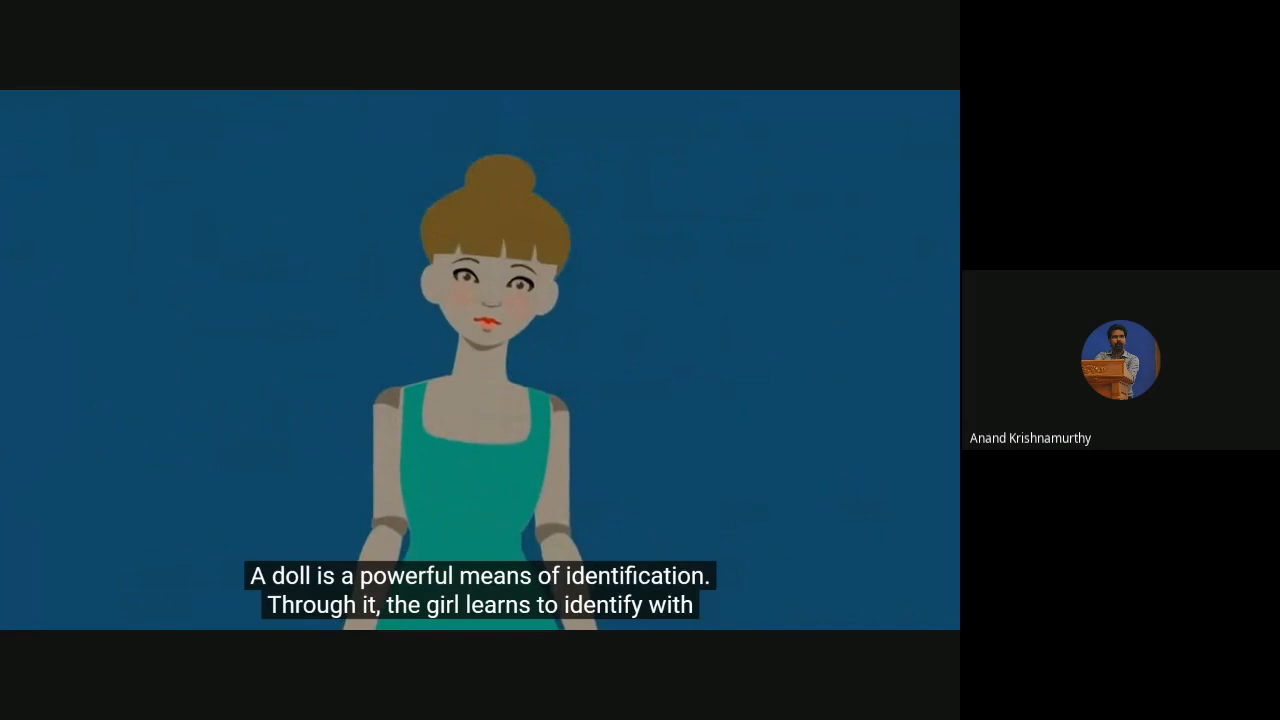 A doll is a powerful means of identification.
Through it, the girl learns to identify with
Anand Krishnamurthy